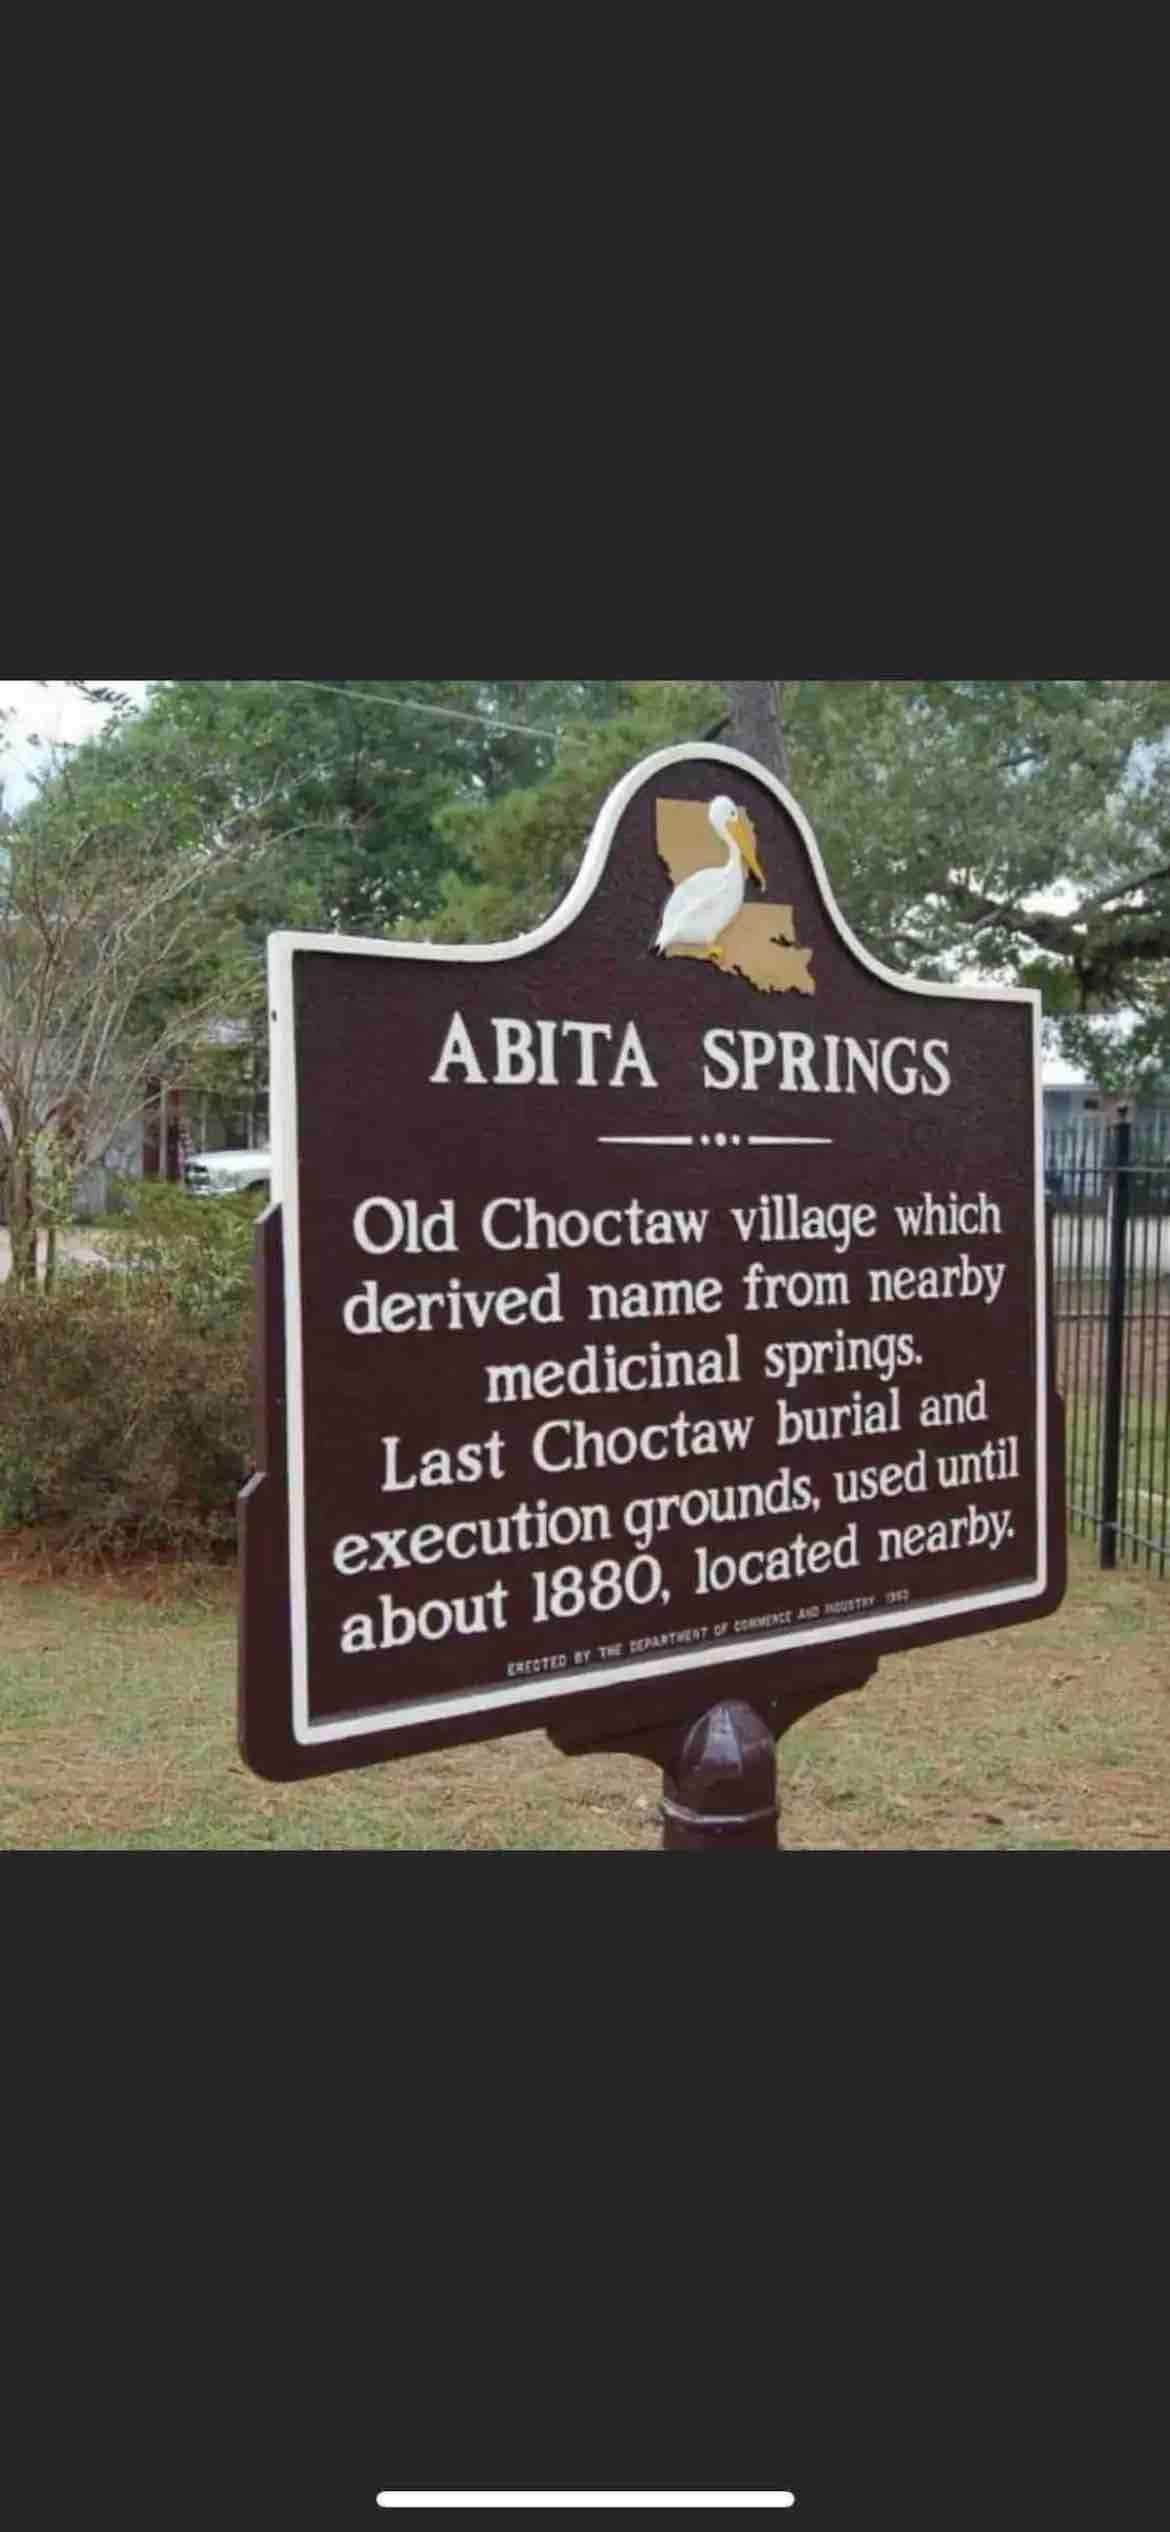 ABITA SPRINGS
Old Choctaw village which
derived name from nearby
medicinal springs.
Last Choctaw burial and
execution grounds, used until
about 1880, located nearby.
ERECTED BY THE DEPARTMENT OF COMMERCE AND INDUSTRY